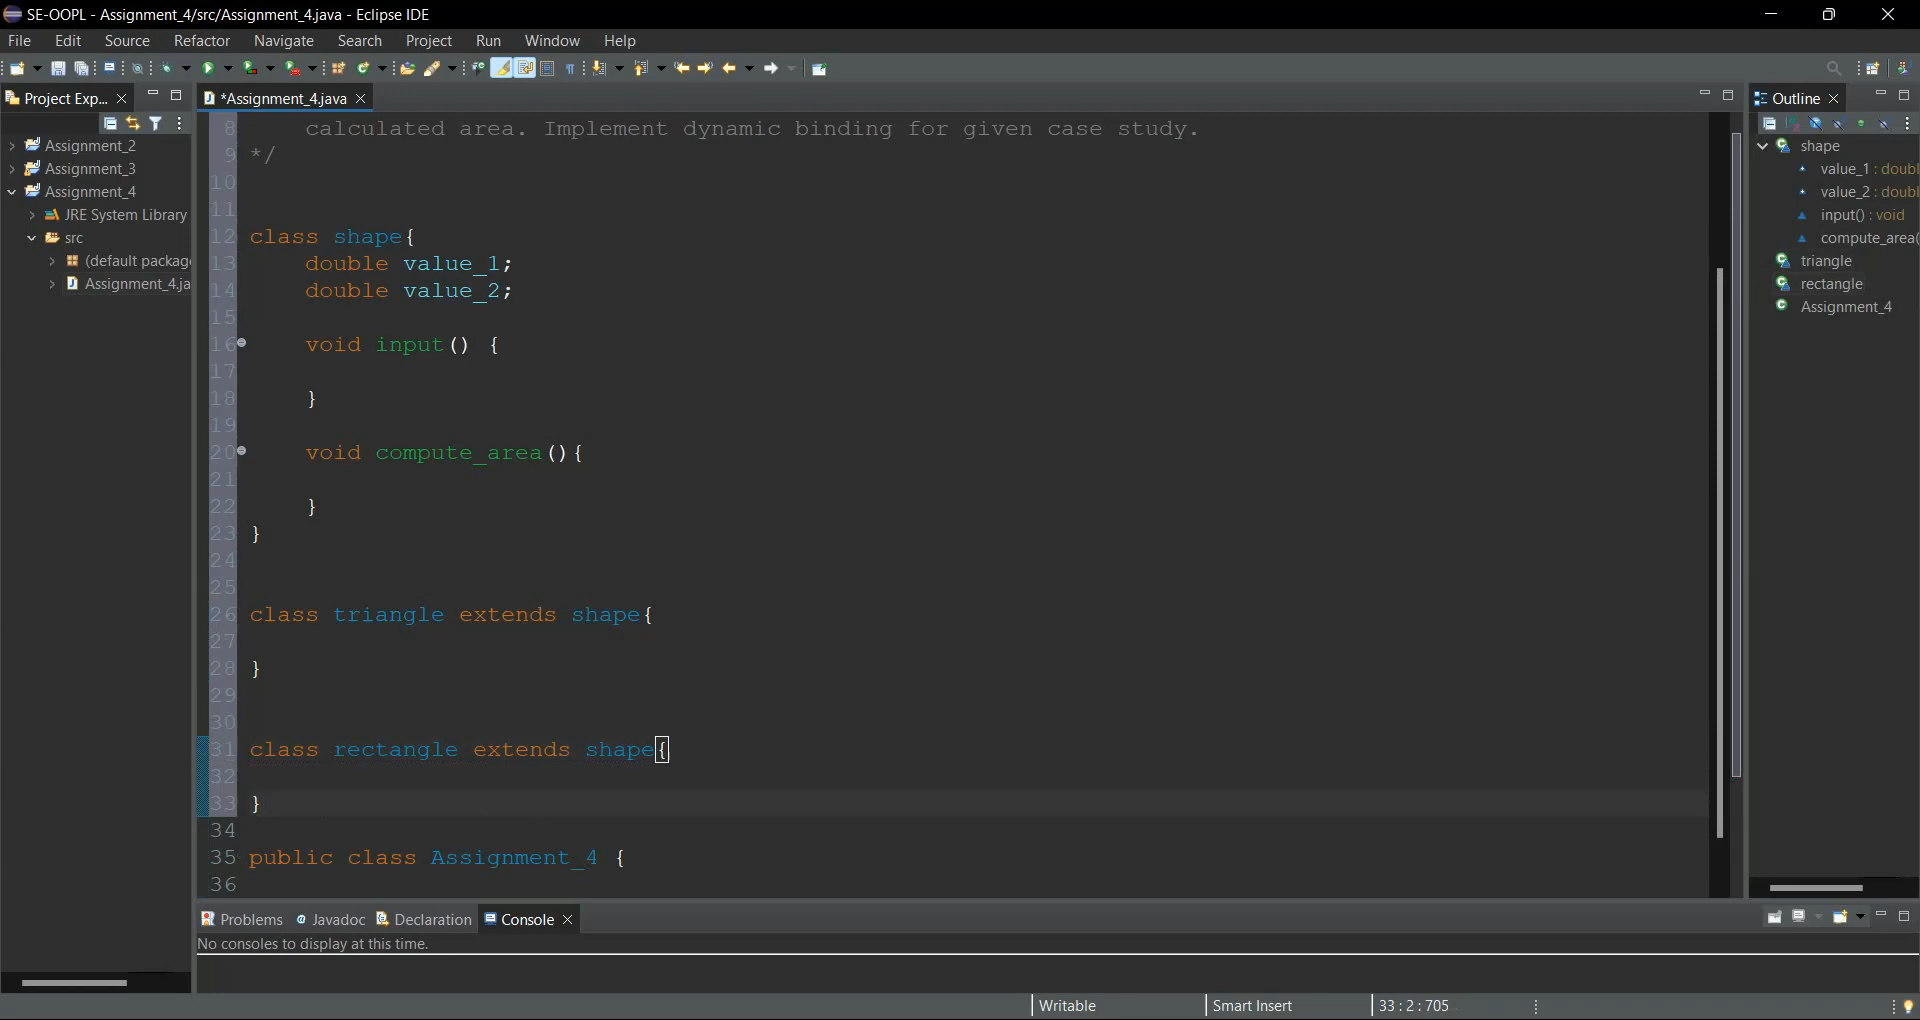 SE-OOPL - Assignment_4/src/Assignment_4.java - Eclipse IDE
File Edit Source Refactor Navigate Search Project Run Window Help
Project Exp...
*Assignment_4.java
Outline
Assignment_2
Assignment_3
Assignment_4
JRE System Library
src
(default packag
Assignment_4.ja
8 calculated area. Implement dynamic binding for given case study.
9 */
10
11
12 class shape{
13 double value_1;
14 double value_2;
15
16 void input() {
17
18 }
19
20 void compute_area(){
21
22 }
23 }
24
25
26 class triangle extends shape{
27
28 }
29
30
31 class rectangle extends shape{
32
33 }
34
35 public class Assignment_4 {
36
shape
value_1 : doubl
value_2 : doubl
input() : void
compute_area(
triangle
rectangle
Assignment_4
Problems @ Javadoc Declaration Console
No consoles to display at this time.
Writable Smart Insert 33 : 2 : 705